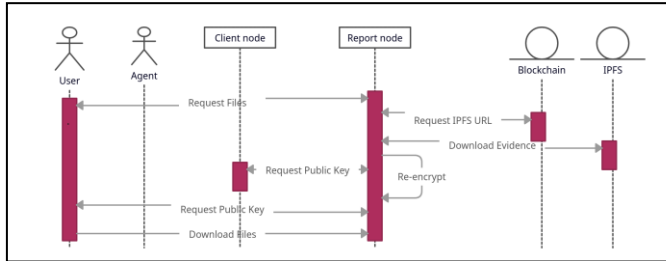 Client node
Report node
User
Agent
Blockchain
IPFS
Request Files
Request IPFS URL
Download Evidence
Request Public Key
Re-encrypt
Request Public Key
Download Files